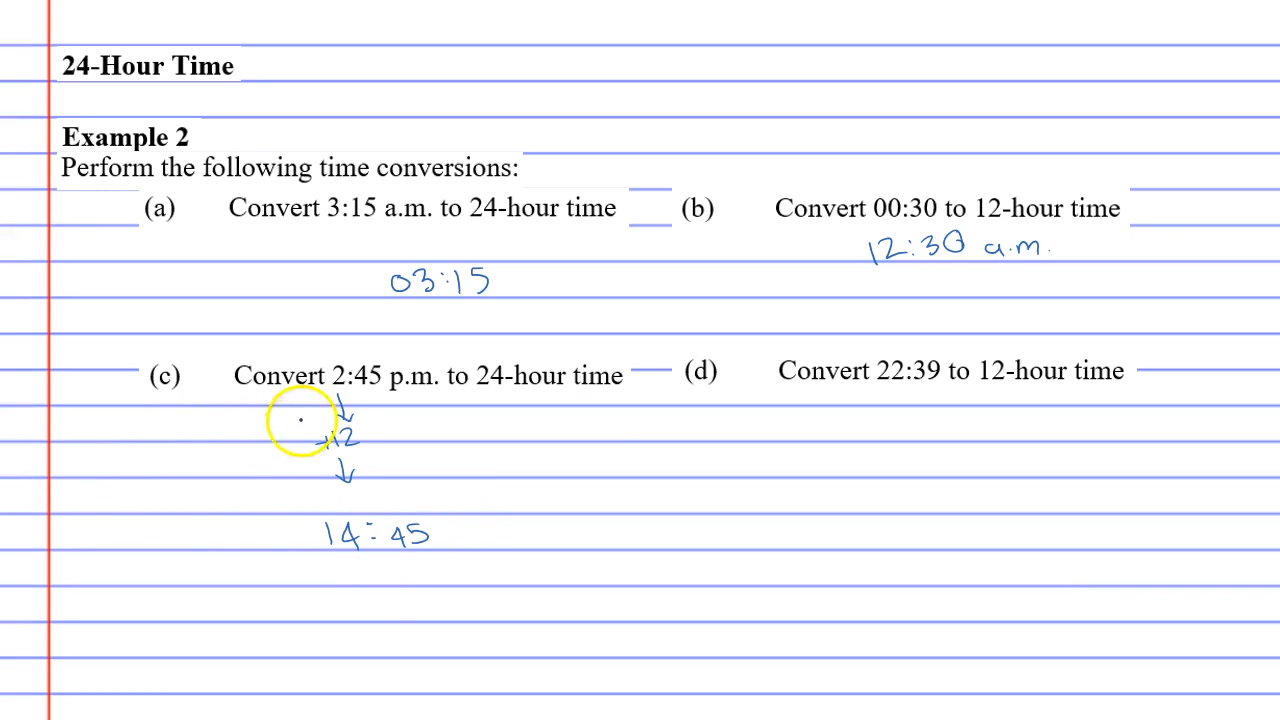 24-Hour Time
Example 2
Perform the following time conversions:
(a) Convert 3:15 a.m. to 24-hour time
(b) Convert 00:30 to 12-hour time
12:30 a.m.
03:15
(c) Convert 2:45 p.m. to 24-hour time
(d) Convert 22:39 to 12-hour time
↓
+12
↓
14:45